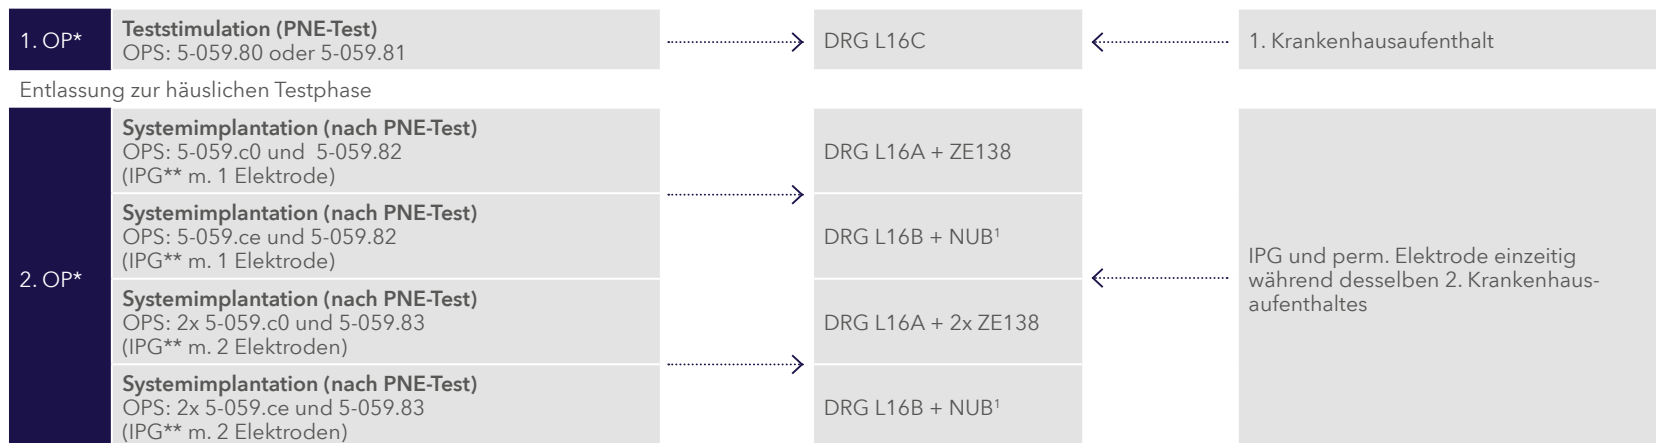 1. OP*
Teststimulation (PNE-Test)
OPS: 5-059.80 oder 5-059.81
DRG L16C
1. Krankenhausaufenthalt
Entlassung zur häuslichen Testphase
2. OP*
Systemimplantation (nach PNE-Test)
OPS: 5-059.c0 und 5-059.82
(IPG** m. 1 Elektrode)
DRG L16A + ZE138
Systemimplantation (nach PNE-Test)
OPS: 5-059.ce und 5-059.82
(IPG** m. 1 Elektrode)
DRG L16B + NUB¹
Systemimplantation (nach PNE-Test)
OPS: 2x 5-059.c0 und 5-059.83
(IPG** m. 2 Elektroden)
DRG L16A + 2x ZE138
Systemimplantation (nach PNE-Test)
OPS: 2x 5-059.ce und 5-059.83
(IPG** m. 2 Elektroden)
DRG L16B + NUB¹
IPG und perm. Elektrode einzeitig
während desselben 2. Krankenhaus-
aufenthaltes